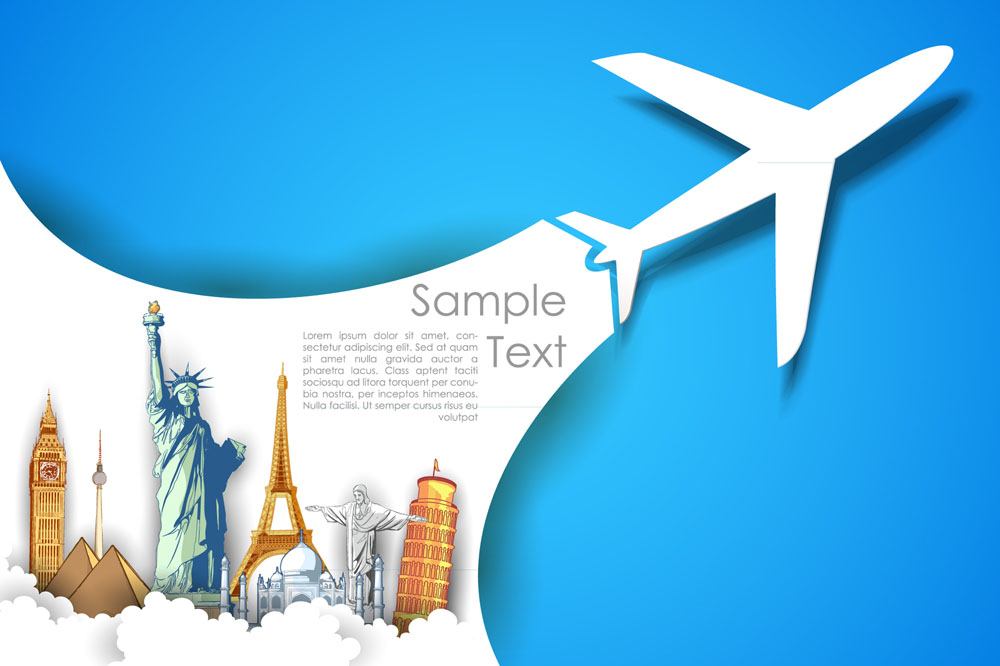 Sample
Text
Lorem ipsum dolor sit amet, con-
sectetur adipiscing elit. Sed at quam
sit amet nulla gravida auctor a
pharetra lacus. Class aptent taciti
sociosqu ad litora torquent per conu-
bia nostra, per inceptos himenaeos.
Nulla facilisi. Ut semper cursus risus eu
volutpat